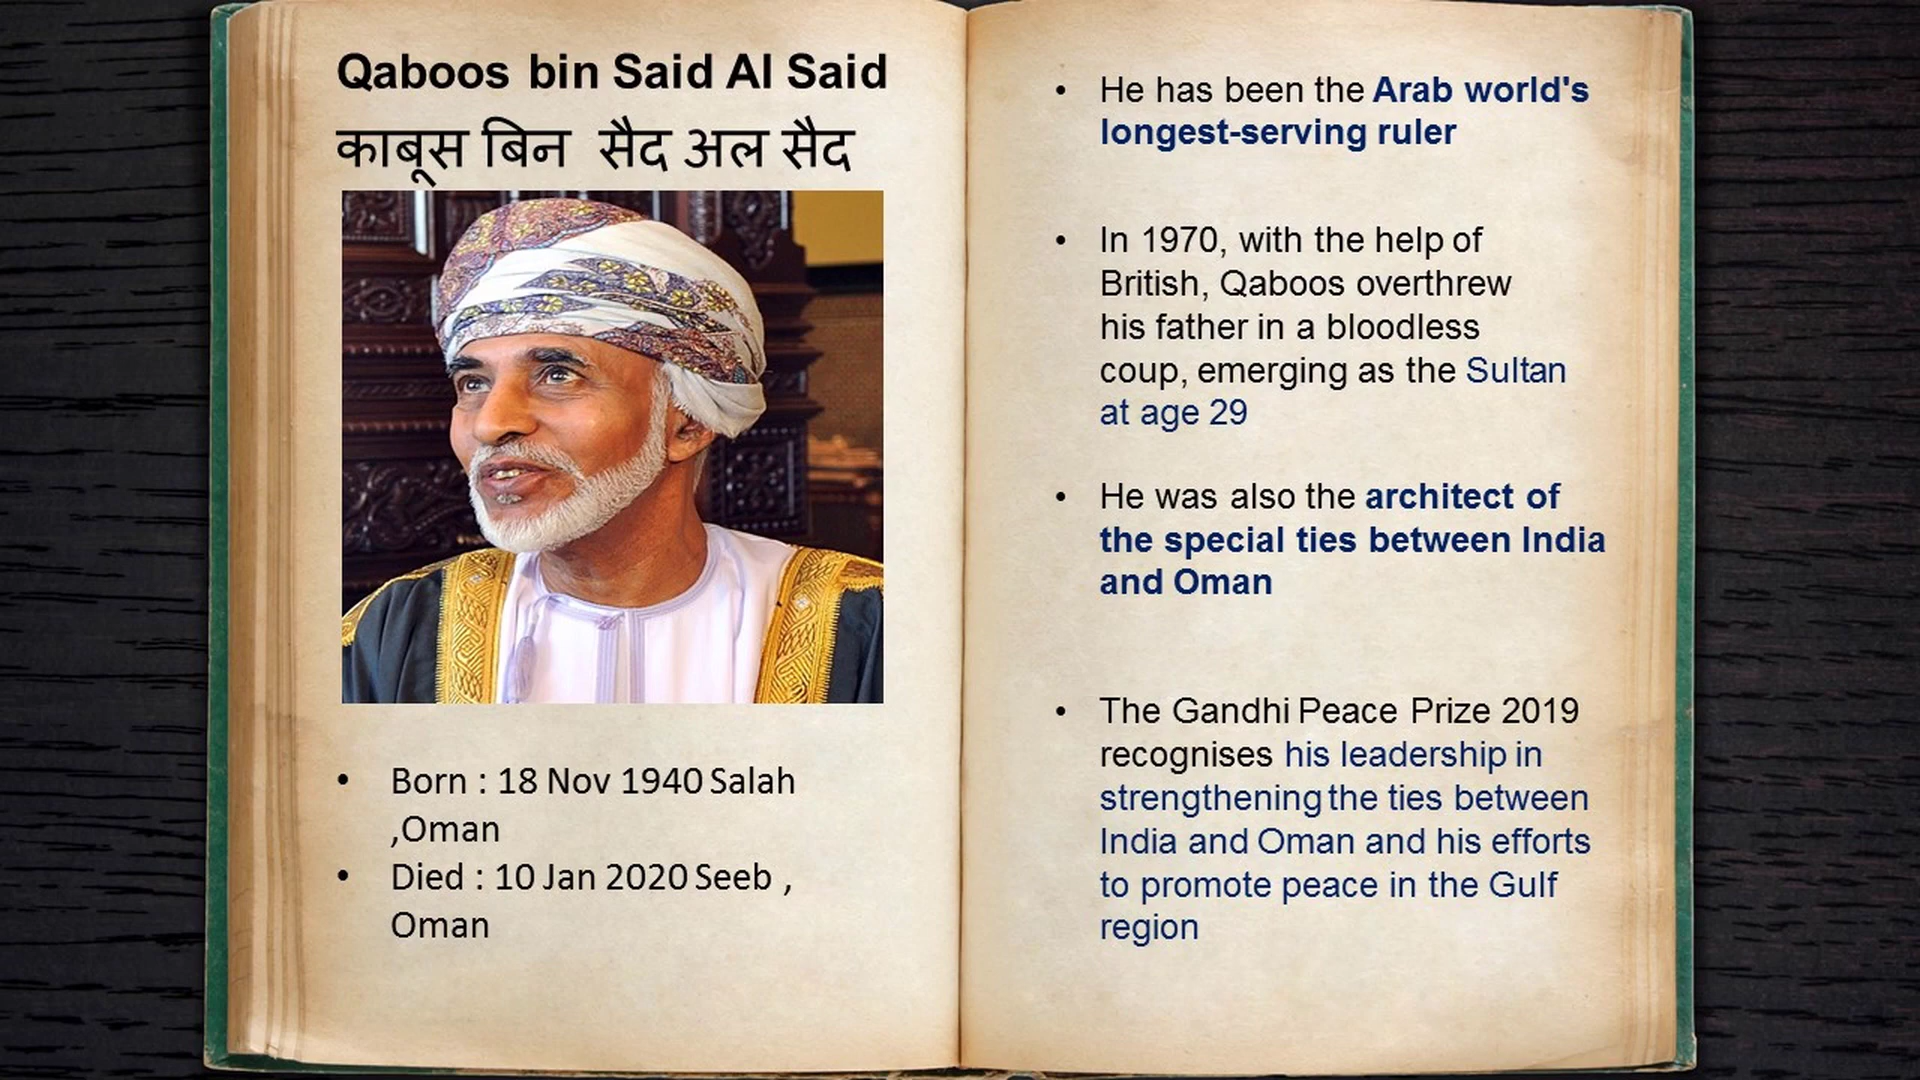 Qaboos bin Said Al Said
काबूस बिन सैद अल सैद
• Born : 18 Nov 1940 Salah
,Oman
• Died : 10 Jan 2020 Seeb ,
Oman
• He has been the Arab world's
longest-serving ruler
• In 1970, with the help of
British, Qaboos overthrew
his father in a bloodless
coup, emerging as the Sultan
at age 29
• He was also the architect of
the special ties between India
and Oman
• The Gandhi Peace Prize 2019
recognises his leadership in
strengthening the ties between
India and Oman and his efforts
to promote peace in the Gulf
region